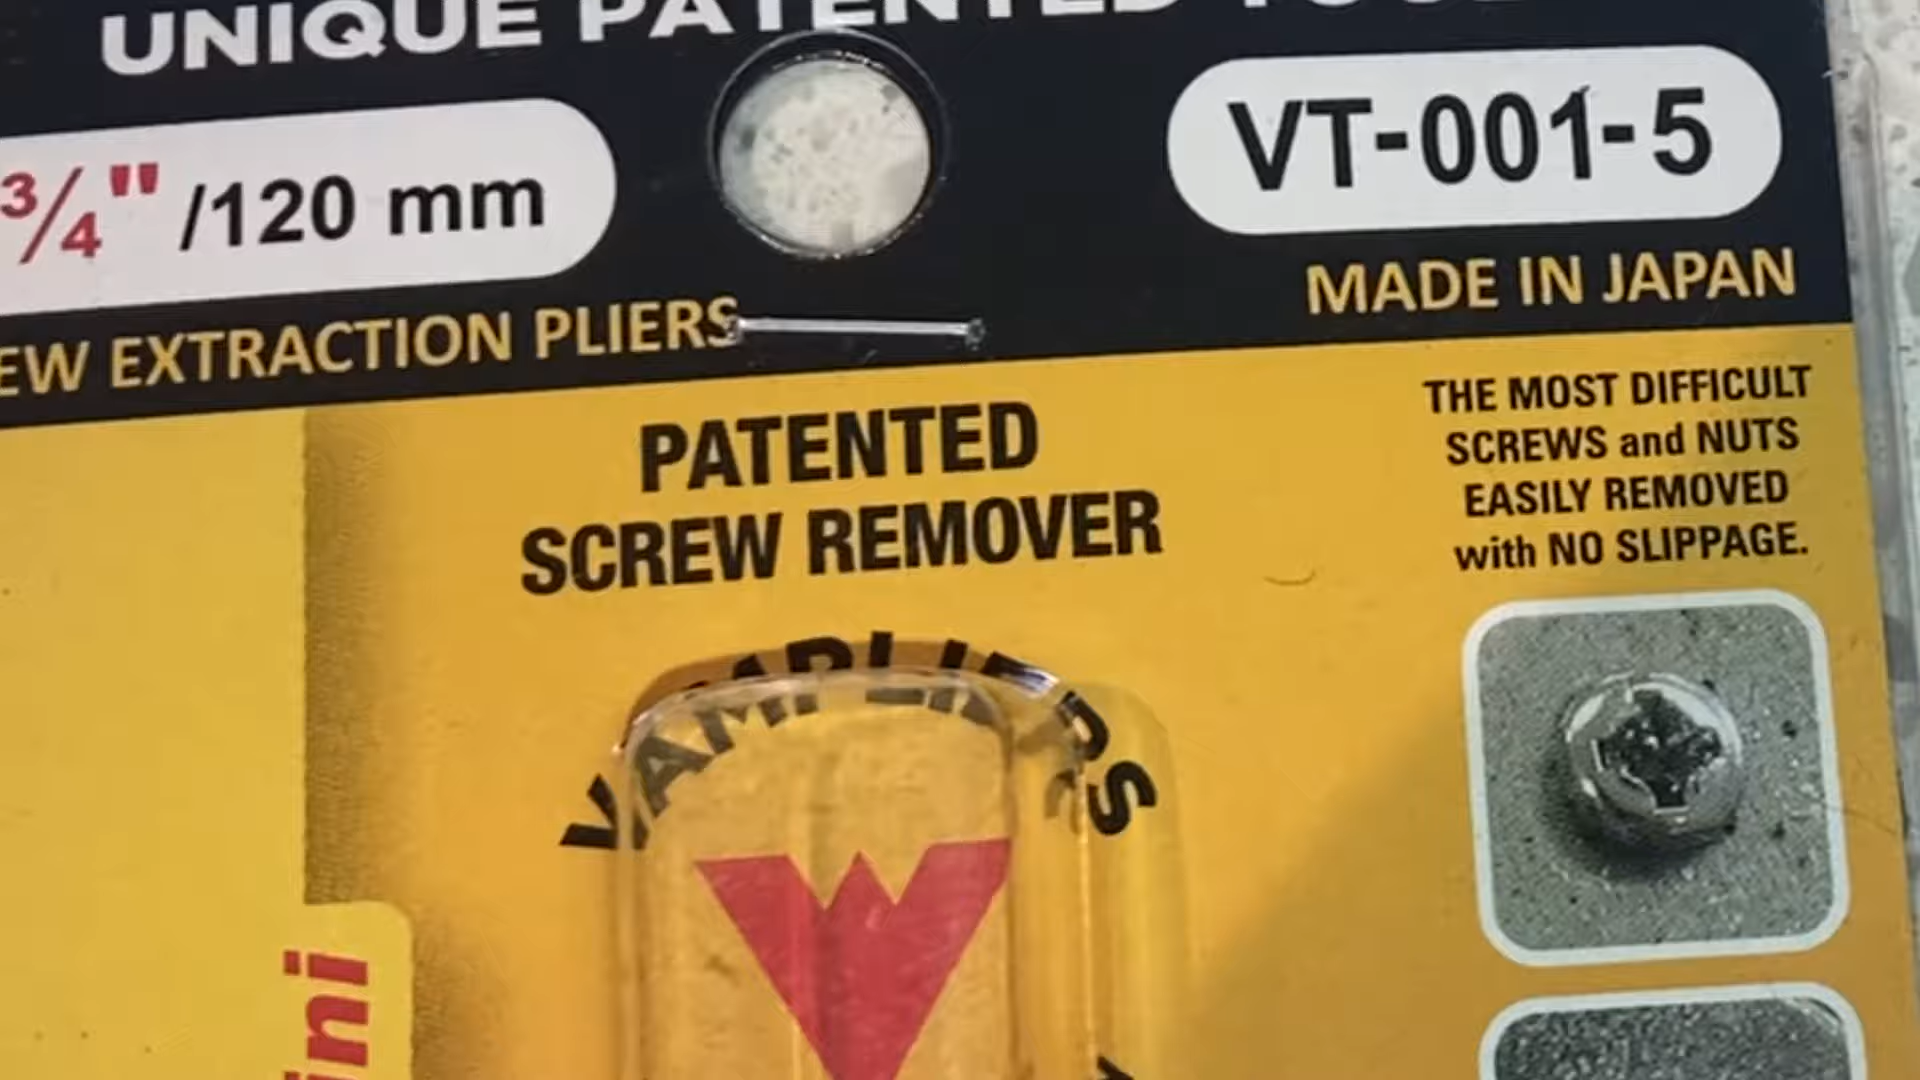 UNIQUE PATENTED
3/4" /120 mm
VT-001-5
EW EXTRACTION PLIERS
MADE IN JAPAN
PATENTED
SCREW REMOVER
THE MOST DIFFICULT
SCREWS and NUTS
EASILY REMOVED
with NO SLIPPAGE.
VAMPLIERS
ini